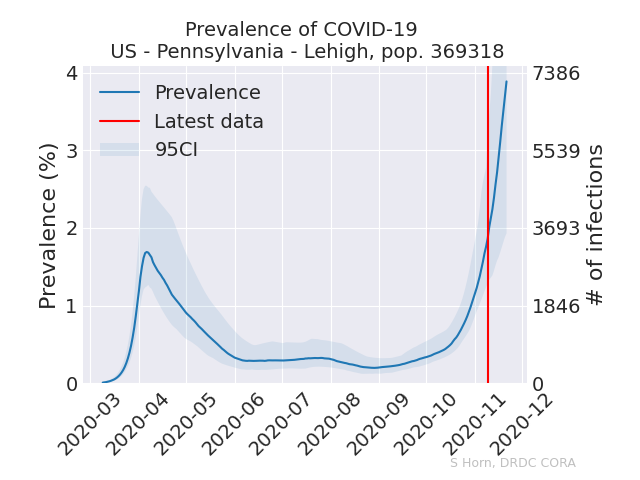 Prevalence of COVID-19
US - Pennsylvania - Lehigh, pop. 369318
Prevalence
Latest data
95CI
Prevalence (%)
4
3
2
1
0
7386
5539
3693
1846
0
# of infections
2020-03
2020-04
2020-05
2020-06
2020-07
2020-08
2020-09
2020-10
2020-11
2020-12
S Horn, DRDC CORA